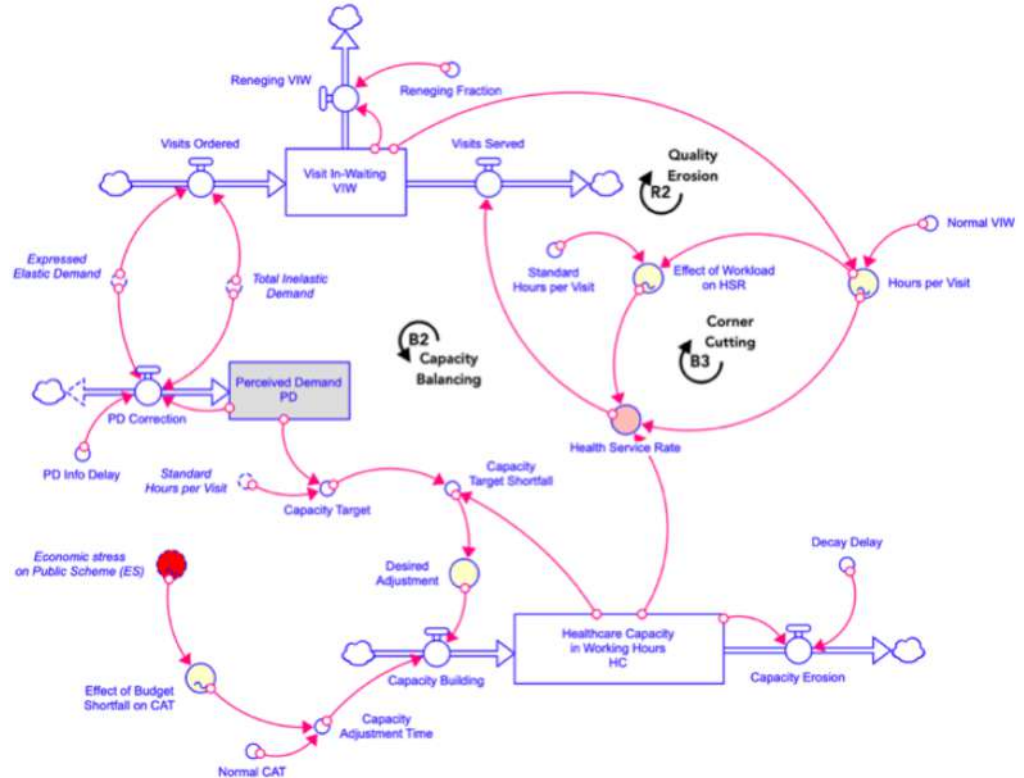 Reneging VIW
Reneging Fraction
Visits Ordered
Visit In-Waiting
VIW
Visits Served
Quality
Erosion
R2
Normal VIW
Expressed
Elastic Demand
Total Inelastic
Demand
Standard
Hours per Visit
Effect of Workload
on HSR
Hours per Visit
B2
Capacity
Balancing
Corner
Cutting
B3
Perceived Demand
PD
PD Correction
Health Service Rate
PD Info Delay
Standard
Hours per Visit
Capacity Target
Capacity
Target Shortfall
Economic stress
on Public Scheme (ES)
Desired
Adjustment
Decay Delay
Healthcare Capacity
in Working Hours
HC
Capacity Building
Capacity Erosion
Effect of Budget
Shortfall on CAT
Capacity
Adjustment Time
Normal CAT